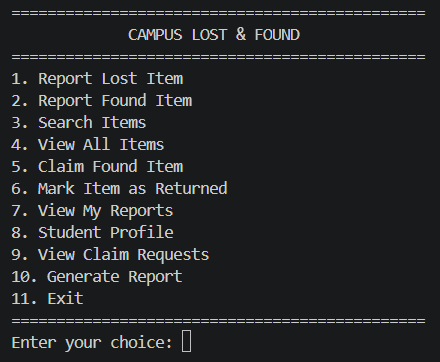 ==============================================
CAMPUS LOST & FOUND
==============================================
1. Report Lost Item
2. Report Found Item
3. Search Items
4. View All Items
5. Claim Found Item
6. Mark Item as Returned
7. View My Reports
8. Student Profile
9. View Claim Requests
10. Generate Report
11. Exit
==============================================
Enter your choice: